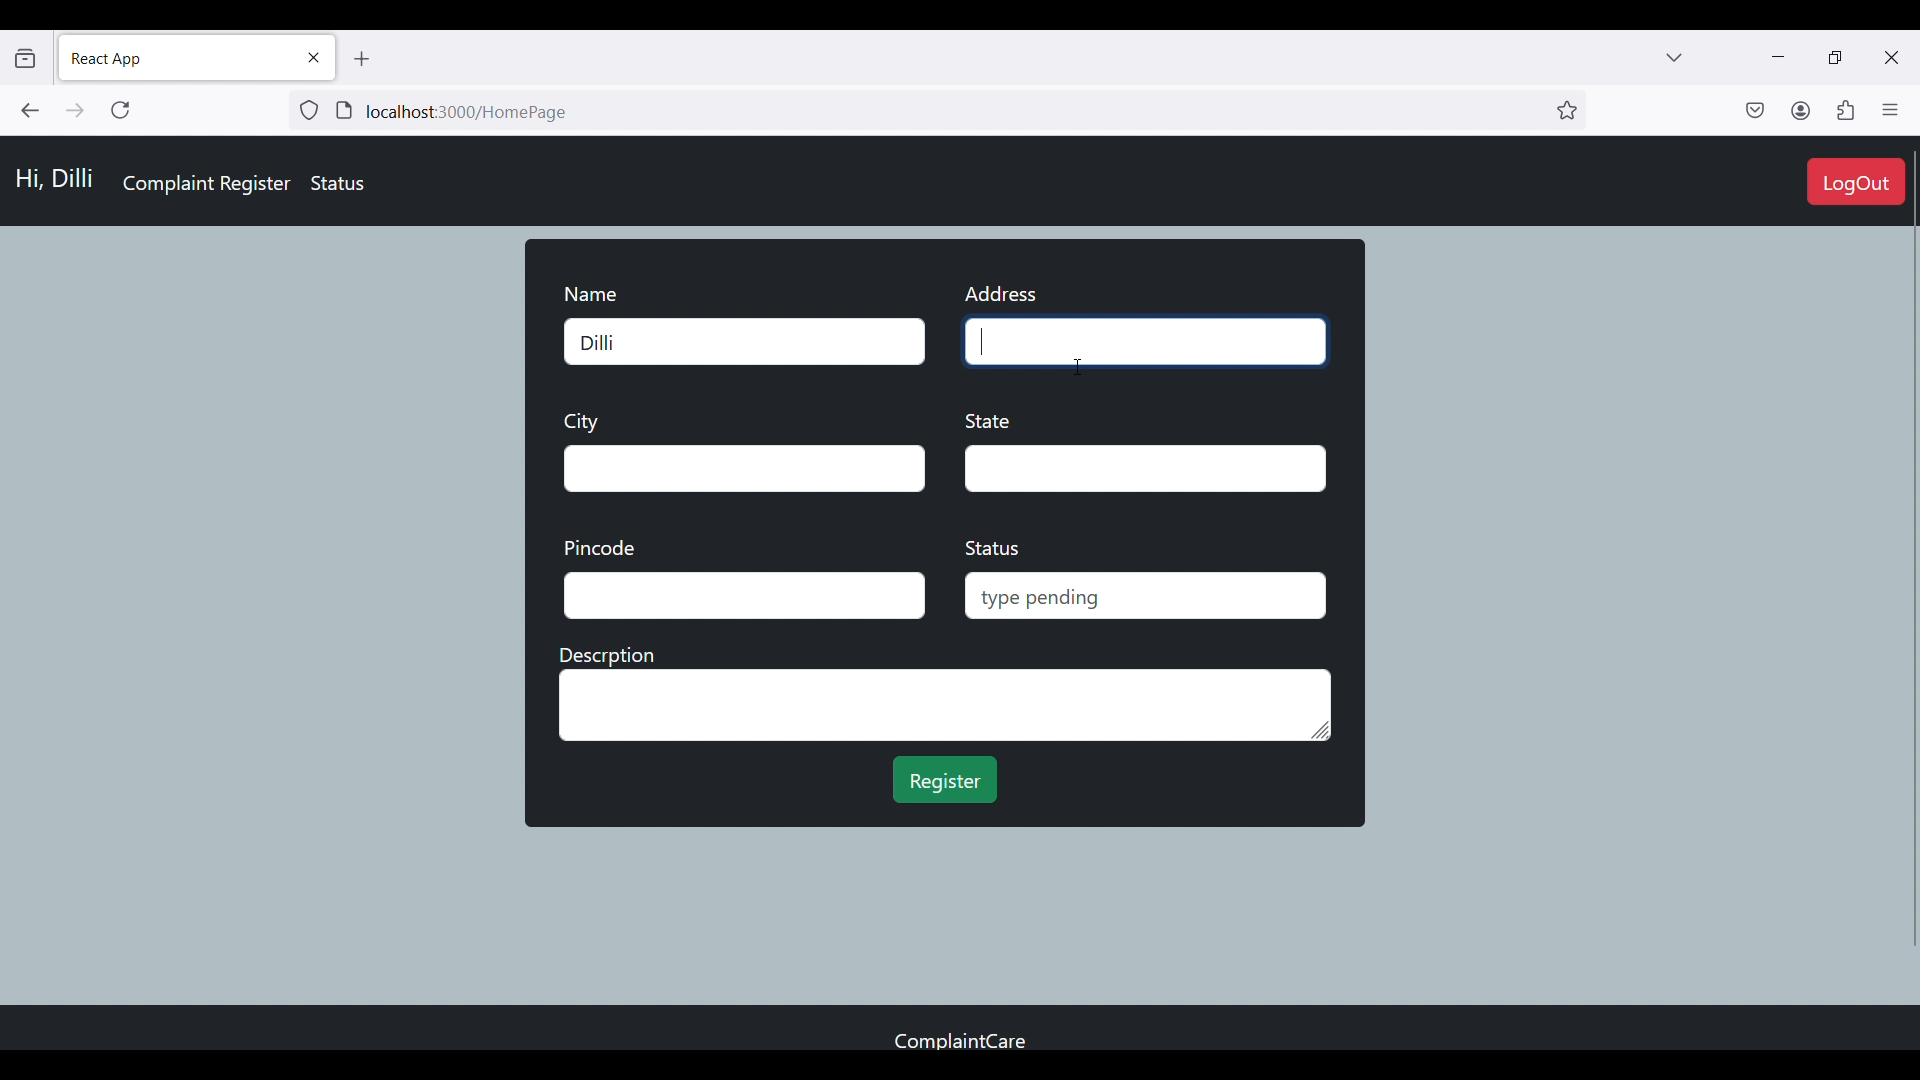 React App
localhost:3000/HomePage
Hi, Dilli Complaint Register Status LogOut
Name Address
Dilli
City State
Pincode Status
type pending
Descrption
Register
ComplaintCare